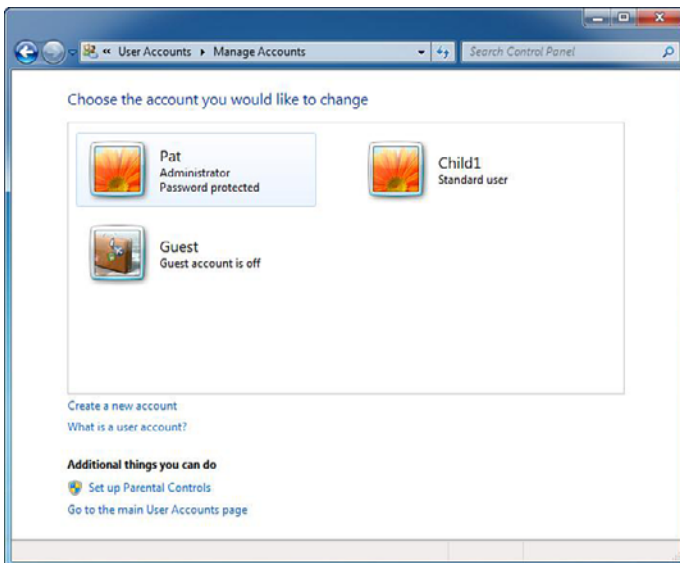 « User Accounts ▸ Manage Accounts
Search Control Panel
Choose the account you would like to change
Pat
Administrator
Password protected
Child1
Standard user
Guest
Guest account is off
Create a new account
What is a user account?
Additional things you can do
Set up Parental Controls
Go to the main User Accounts page